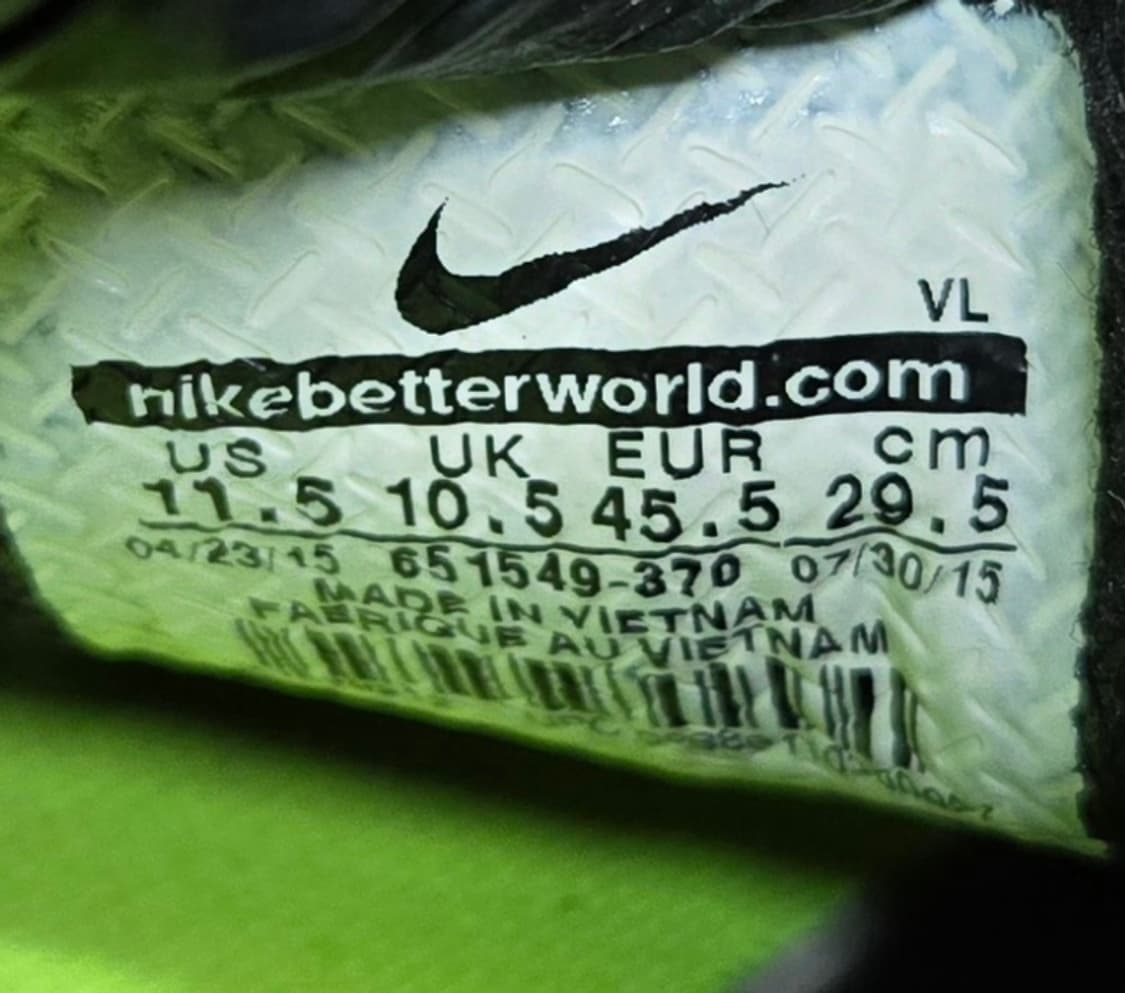 VL
nikebetterworld.com
US UK EUR cm
11.5 10.5 45.5 29.5
04/23/15 651549-370 07/30/15
MADE IN VIETNAM
FABRIQUE AU VIETNAM